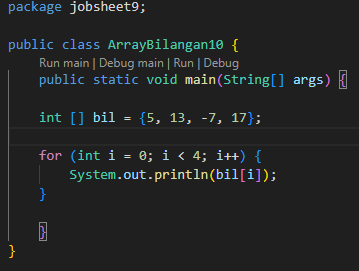 package jobsheet9;
public class ArrayBilangan10 {
Run main | Debug main | Run | Debug
public static void main(String[] args) {
int [] bil = {5, 13, -7, 17};
for (int i = 0; i < 4; i++) {
System.out.println(bil[i]);
}
}
}